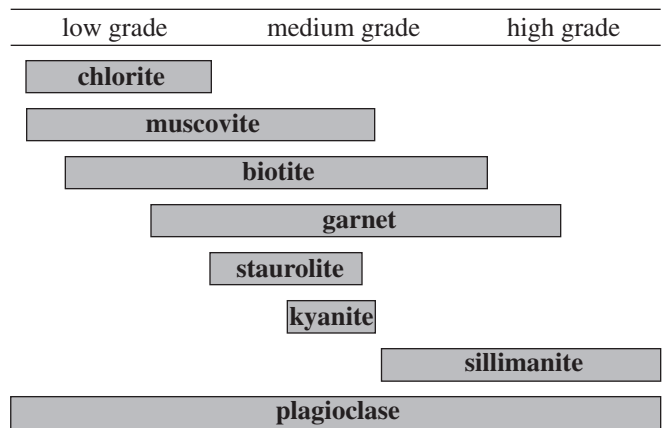 low grade medium grade high grade
chlorite
muscovite
biotite
garnet
staurolite
kyanite
sillimanite
plagioclase